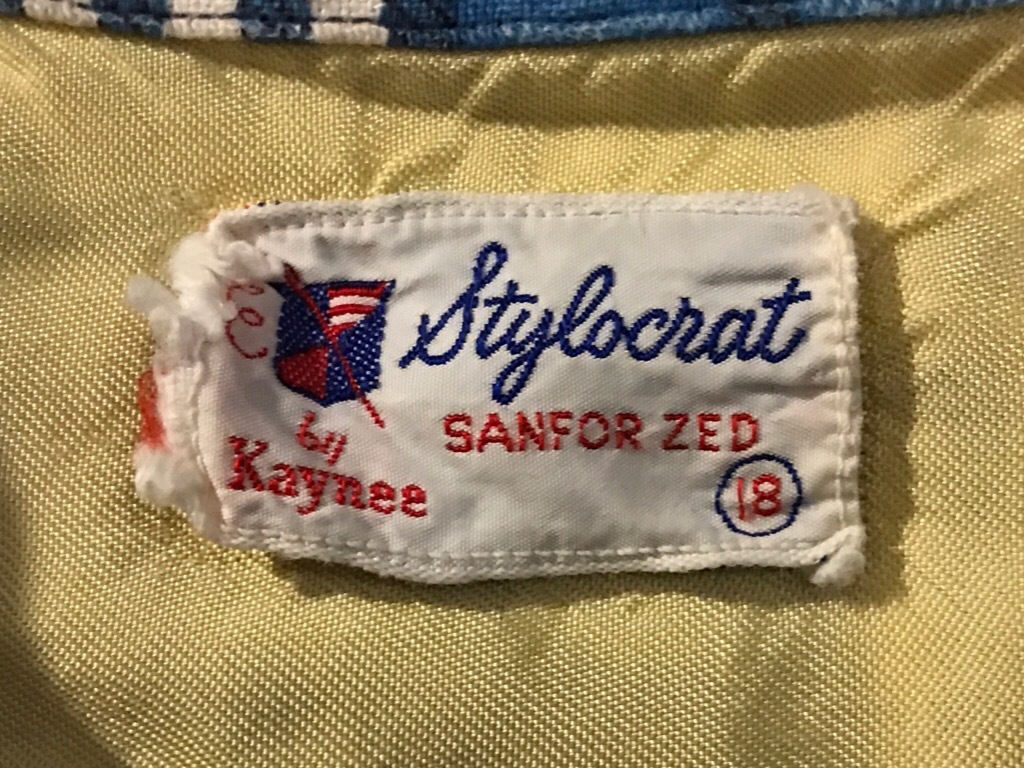 Stylocrat
by
Kaynee
SANFOR ZED
18